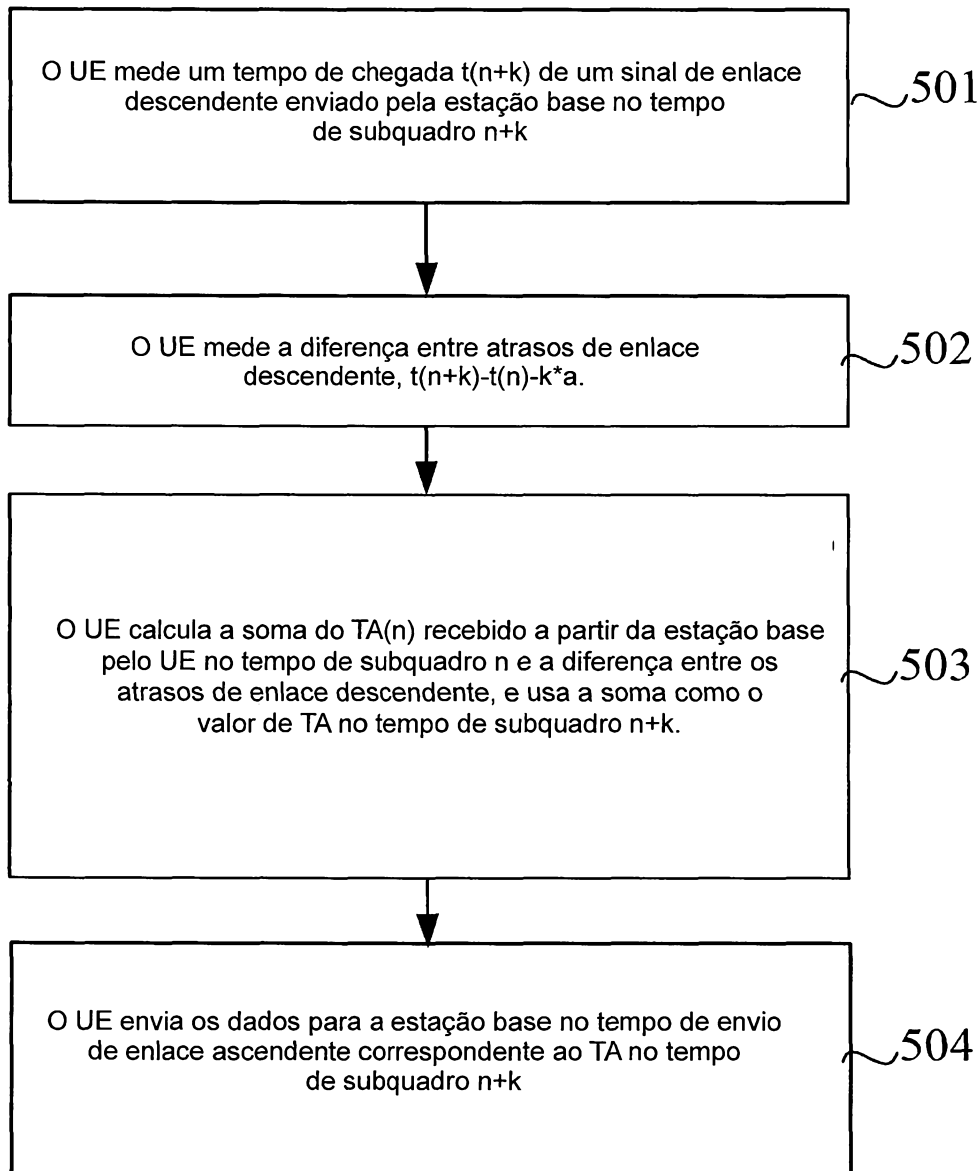 O UE mede um tempo de chegada t(n+k) de um sinal de enlace
descendente enviado pela estação base no tempo
de subquadro n+k
501
O UE mede a diferença entre atrasos de enlace
descendente, t(n+k)-t(n)-k*a.
502
O UE calcula a soma do TA(n) recebido a partir da estação base
pelo UE no tempo de subquadro n e a diferença entre os
atrasos de enlace descendente, e usa a soma como o
valor de TA no tempo de subquadro n+k.
503
O UE envia os dados para a estação base no tempo de envio
de enlace ascendente correspondente ao TA no tempo
de subquadro n+k
504